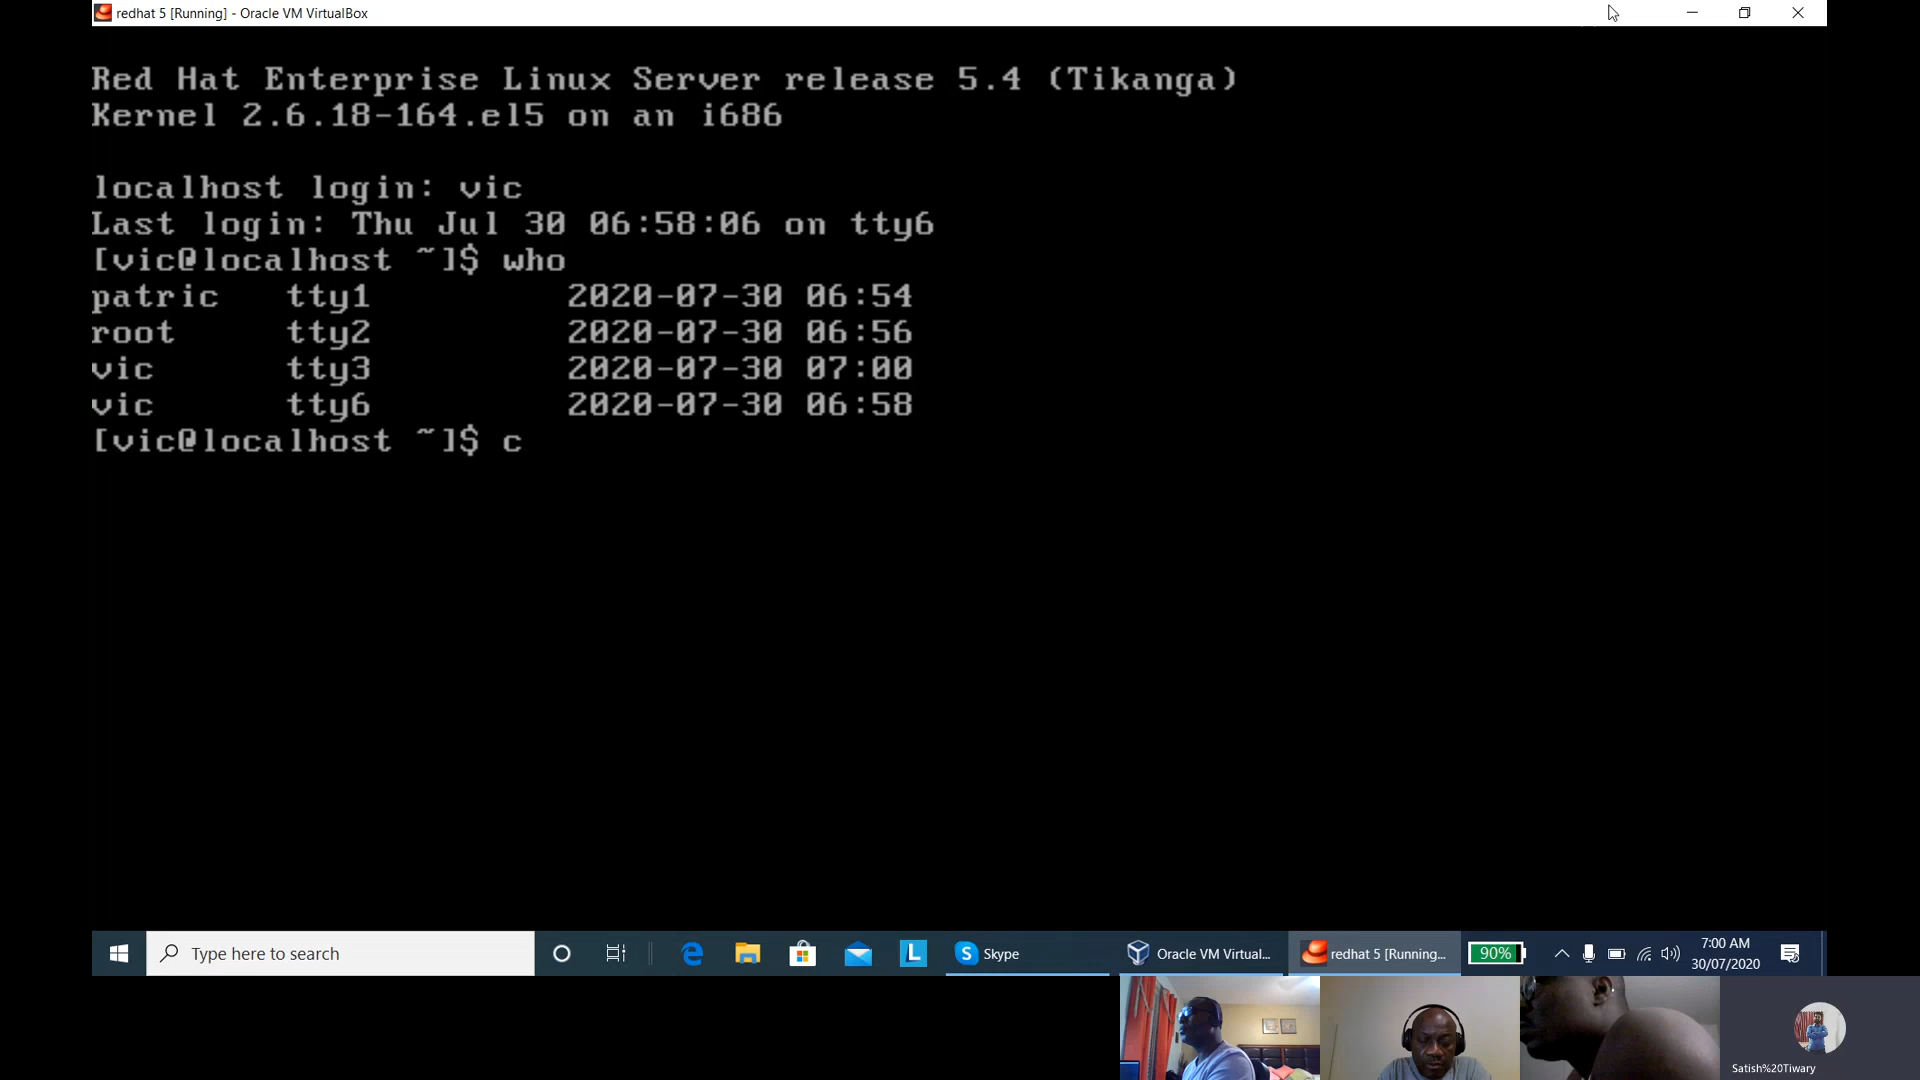 redhat 5 [Running] - Oracle VM VirtualBox
Red Hat Enterprise Linux Server release 5.4 (Tikanga)
Kernel 2.6.18-164.el5 on an i686
localhost login: vic
Last login: Thu Jul 30 06:58:06 on tty6
[vic@localhost ~]$ who
patric tty1 2020-07-30 06:54
root tty2 2020-07-30 06:56
vic tty3 2020-07-30 07:00
vic tty6 2020-07-30 06:58
[vic@localhost ~]$ c
Type here to search
L
Skype
Oracle VM Virtual...
redhat 5 [Running...
90%
7:00 AM
30/07/2020
Satish%20Tiwary